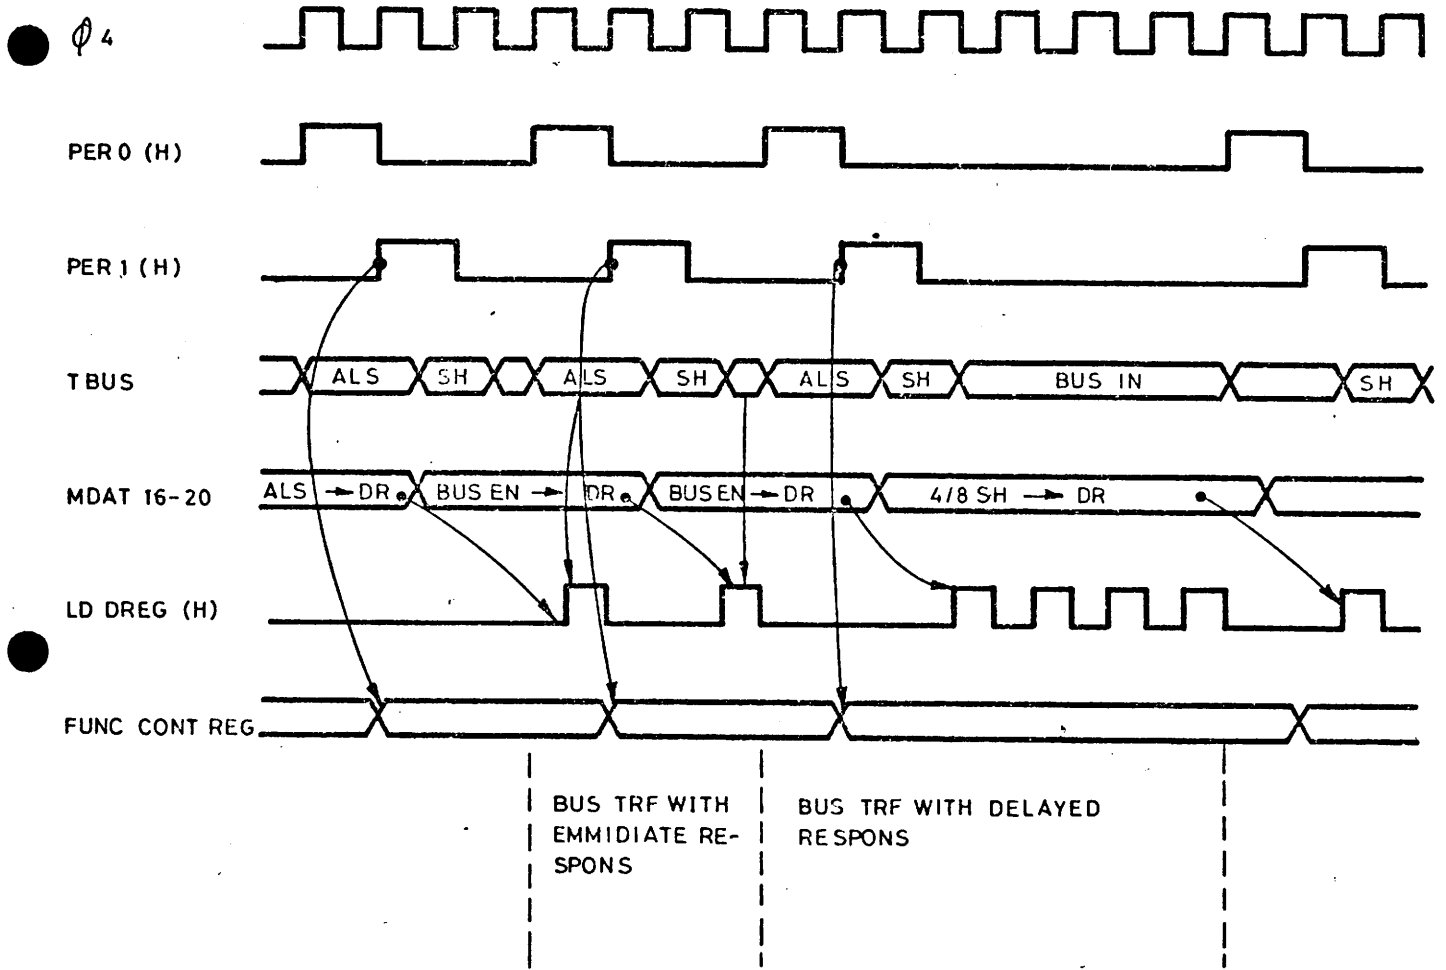 φ 4
PER 0 (H)
PER 1 (H)
T BUS
ALS SH ALS SH ALS SH BUS IN SH
MDAT 16-20
ALS → DR BUS EN → DR BUS EN → DR 4/8 SH → DR
LD DREG (H)
FUNC CONT REG
BUS TRF WITH
EMMIDIATE RE-
SPONS
BUS TRF WITH DELAYED
RESPONS